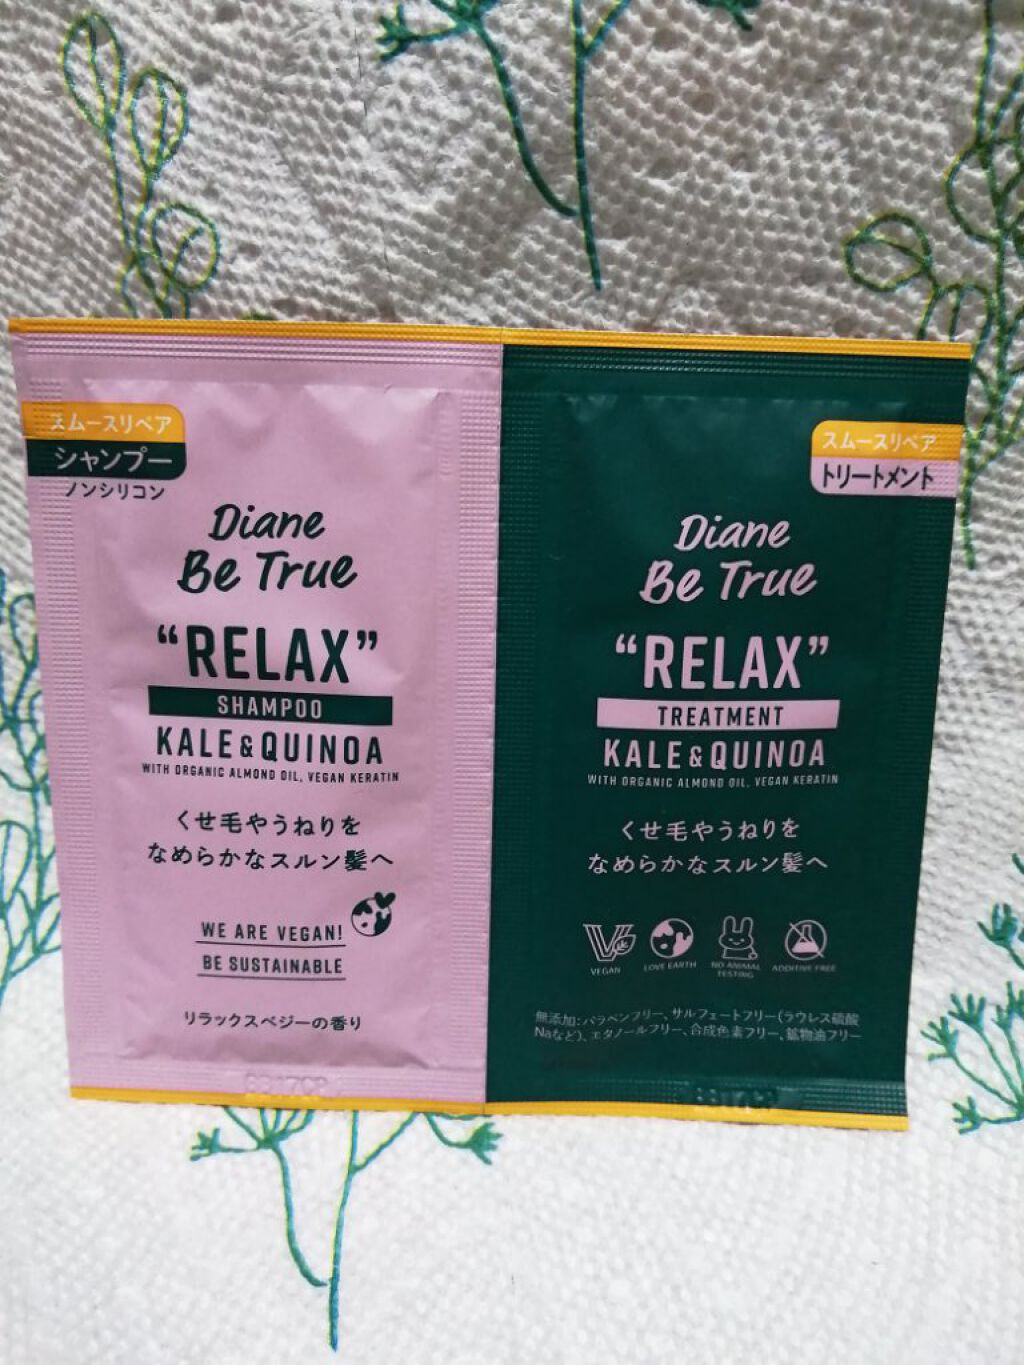 スムースリペア
シャンプー
ノンシリコン
Diane
Be True
“RELAX”
SHAMPOO
KALE&QUINOA
WITH ORGANIC ALMOND OIL, VEGAN KERATIN
くせ毛やうねりを
なめらかなスルン髪へ
WE ARE VEGAN!
BE SUSTAINABLE
リラックスベジーの香り
スムースリペア
トリートメント
Diane
Be True
“RELAX”
TREATMENT
KALE&QUINOA
WITH ORGANIC ALMOND OIL, VEGAN KERATIN
くせ毛やうねりを
なめらかなスルン髪へ
VEGAN
LOVE EARTH
NO ANIMAL
TESTING
ADDITIVE FREE
無添加:パラベンフリー、サルフェートフリー(ラウレス硫酸
Naなど)、エタノールフリー、合成色素フリー、鉱物油フリー